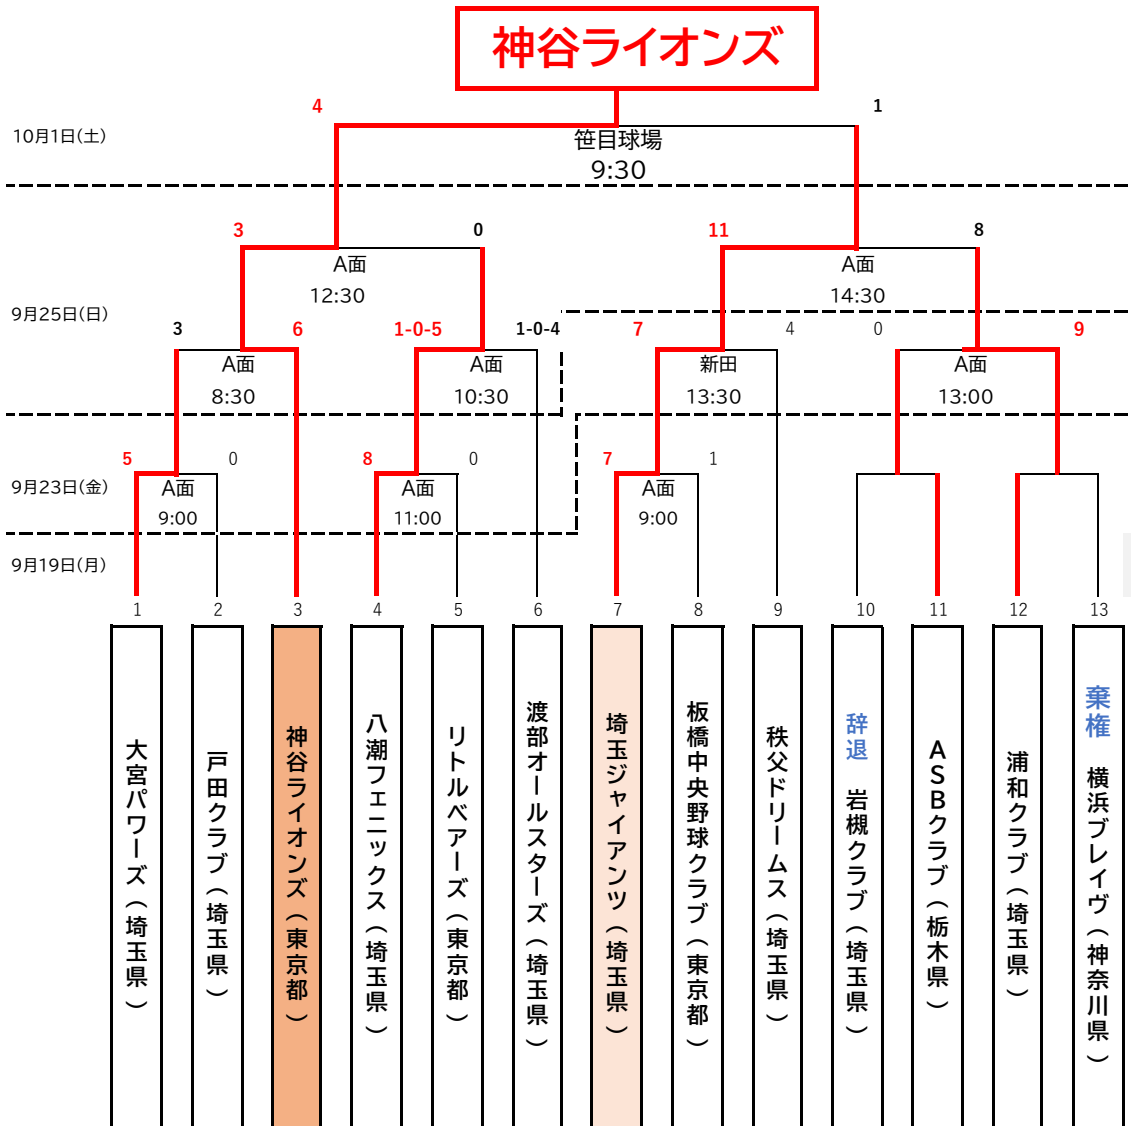 神谷ライオンズ
4
1
10月1日(土)
笹目球場
9:30
3
0
11
8
A面
A面
12:30
14:30
9月25日(日)
3
6
1-0-5
1-0-4
7
4
0
9
A面
A面
新田
A面
8:30
10:30
13:30
13:00
5
0
8
0
7
1
9月23日(金)
A面
A面
A面
9:00
11:00
9:00
9月19日(月)
1
2
3
4
5
6
7
8
9
10
11
12
13
大宮パワーズ(埼玉県)
戸田クラブ(埼玉県)
神谷ライオンズ(東京都)
八潮フェニックス(埼玉県)
リトルベアーズ(東京都)
渡部オールスターズ(埼玉県)
埼玉ジャイアンツ(埼玉県)
板橋中央野球クラブ(東京都)
秩父ドリームス(埼玉県)
辞退 岩槻クラブ(埼玉県)
ASBクラブ(栃木県)
浦和クラブ(埼玉県)
棄権 横浜ブレイヴ(神奈川県)